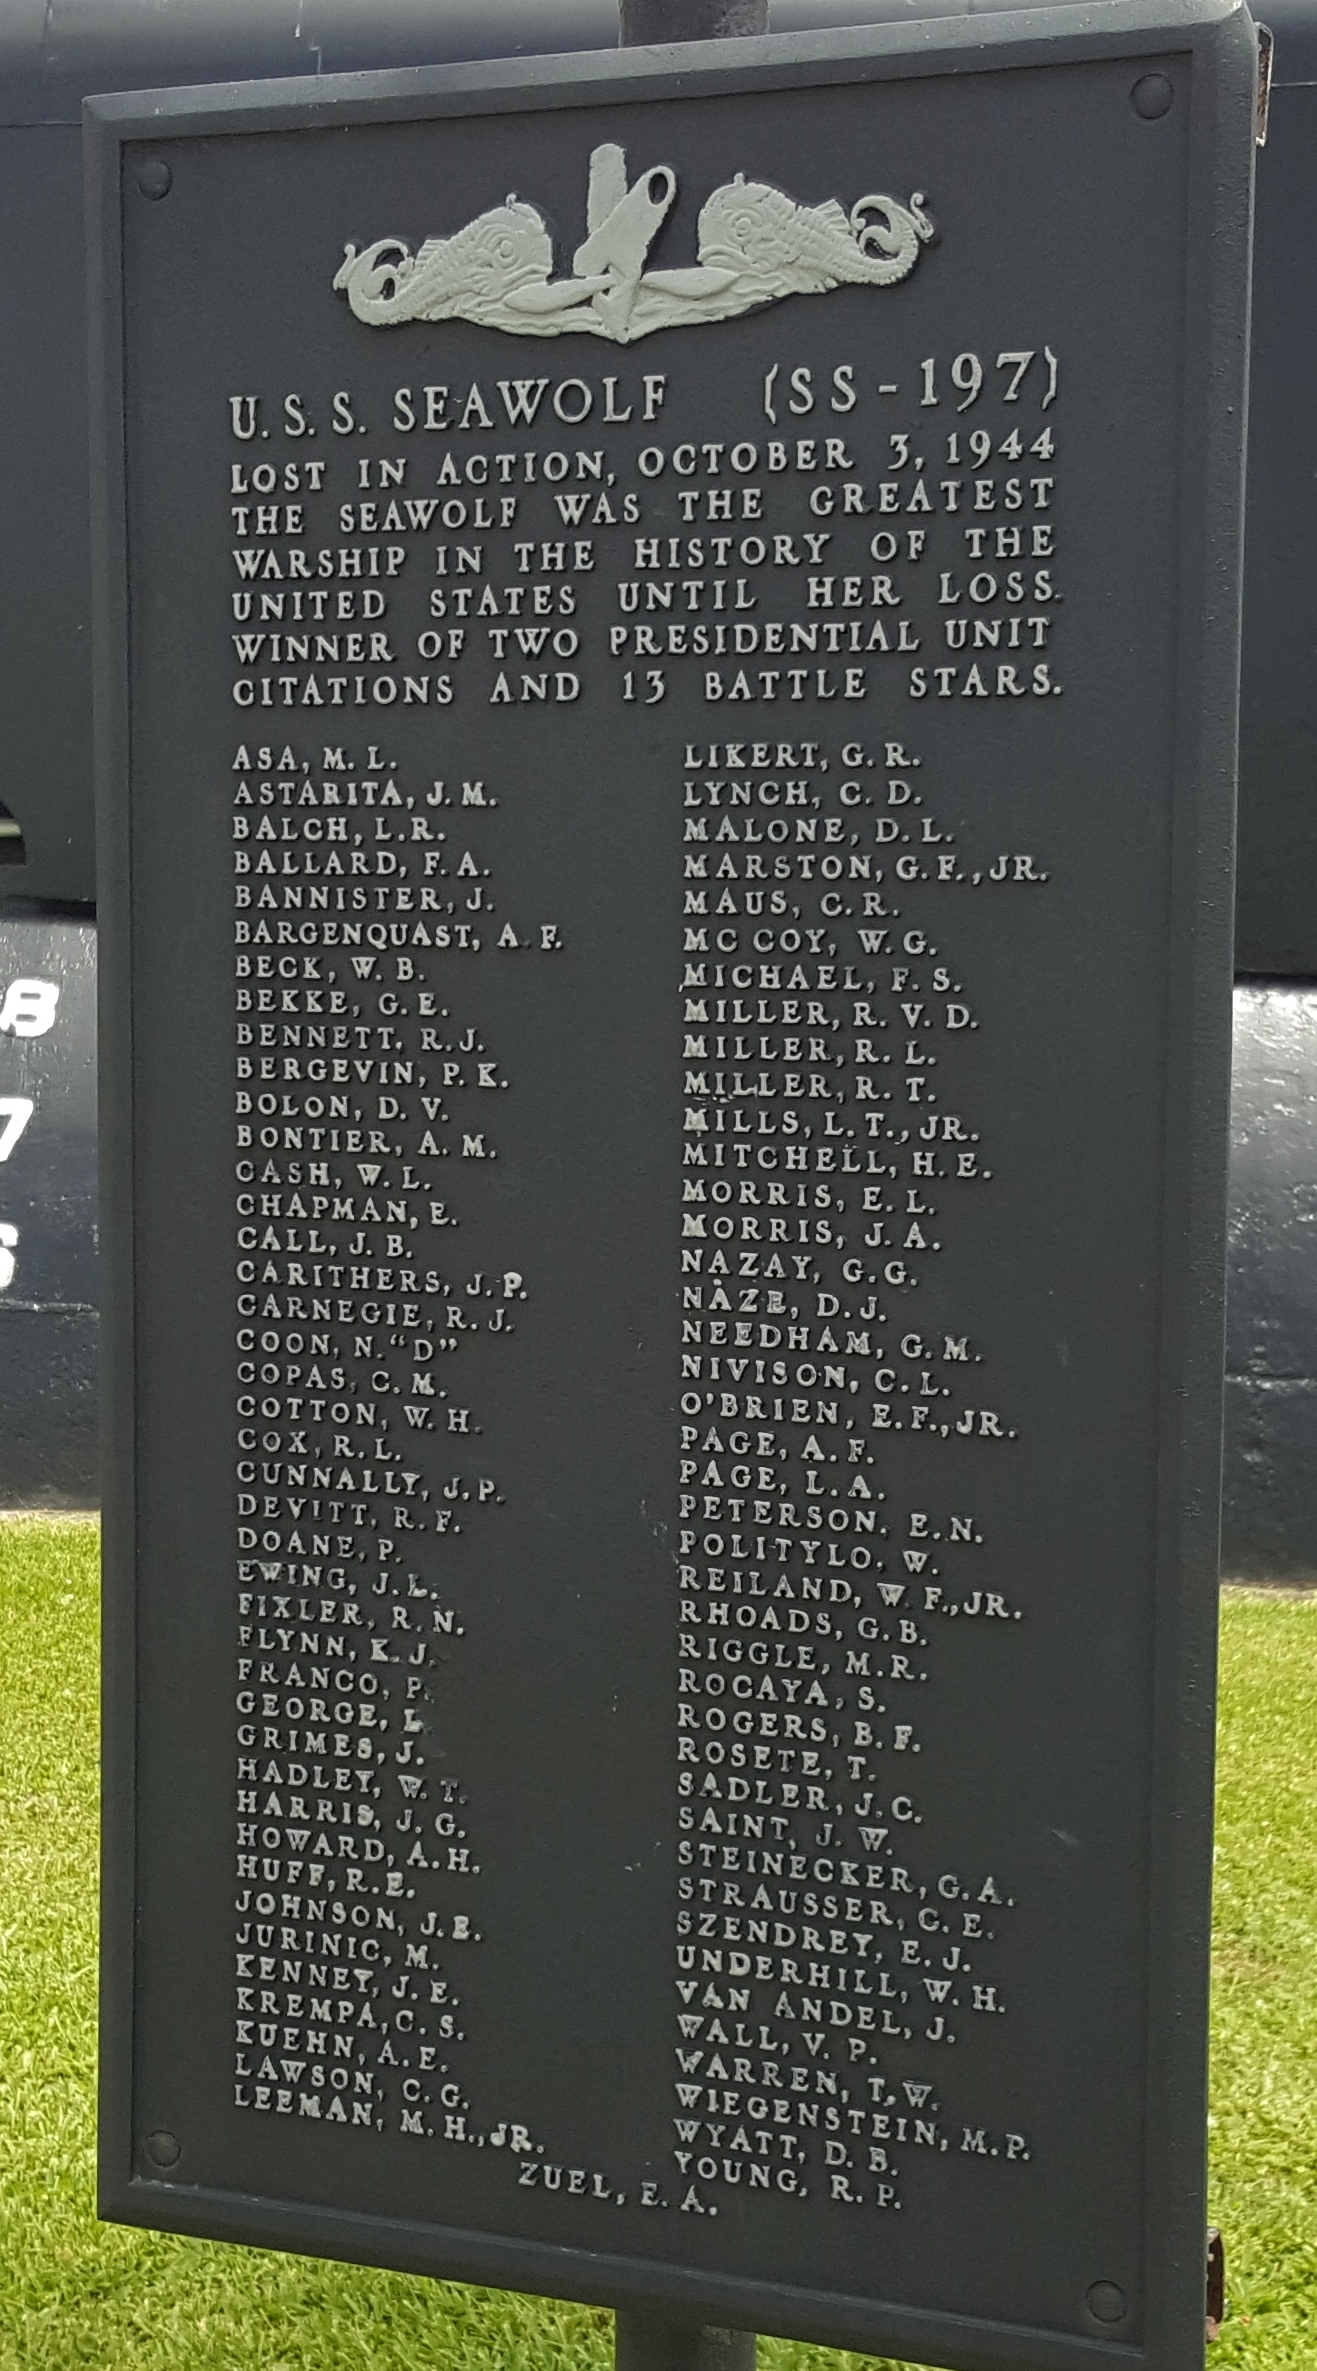 U.S.S. SEAWOLF (SS-197)
LOST IN ACTION, OCTOBER 3, 1944
THE SEAWOLF WAS THE GREATEST
WARSHIP IN THE HISTORY OF THE
UNITED STATES UNTIL HER LOSS.
WINNER OF TWO PRESIDENTIAL UNIT
CITATIONS AND 13 BATTLE STARS.
ASA, M. L.
ASTARITA, J. M.
BALCH, L.R.
BALLARD, F. A.
BANNISTER, J.
BARGENQUAST, A. F.
BECK, W. B.
BEKKE, G. E.
BENNETT, R. J.
BERGEVIN, P. K.
BOLON, D. V.
BONTIER, A. M.
CASH, W. L.
CHAPMAN, E.
CALL, J. B.
CARITHERS, J. P.
CARNEGIE, R. J.
COON, N. "D"
COPAS, C. M.
COTTON, W. H.
COX, R. L.
CUNNALLY, J. P.
DEVITT, R. F.
DOANE, P.
EWING, J. L.
FIXLER, R. N.
FLYNN, K. J.
FRANCO, P.
GEORGE, L
GRIMES, J.
HADLEY, W. T.
HARRIS, J. G.
HOWARD, A. H.
HUFF, R. E.
JOHNSON, J. E.
JURINIC, M.
KENNEY, J. E.
KREMPA, C. S.
KUEHN, A. E.
LAWSON, C. G.
LEEMAN, M. H., JR.
LIKERT, G. R.
LYNCH, C. D.
MALONE, D. L.
MARSTON, G. F., JR.
MAUS, C. R.
MC COY, W. G.
MICHAEL, F. S.
MILLER, R. V. D.
MILLER, R. L.
MILLER, R. T.
MILLS, L. T., JR.
MITCHELL, H. E.
MORRIS, E. L.
MORRIS, J. A.
NAZAY, G. G.
NAZE, D. J.
NEEDHAM, G. M.
NIVISON, C. L.
O'BRIEN, E. F., JR.
PAGE, A. F.
PAGE, L. A.
PETERSON, E. N.
POLITYLO, W.
REILAND, W. F., JR.
RHOADS, G. B.
RIGGLE, M. R.
ROCAYA, S.
ROGERS, B. F.
ROSETE, T.
SADLER, J. C.
SAINT, J. W.
STEINECKER, G. A.
STRAUSSER, C. E.
SZENDREY, E. J.
UNDERHILL, W. H.
VAN ANDEL, J.
WALL, V. P.
WARREN, T. W.
WIEGENSTEIN, M. P.
WYATT, D. B.
YOUNG, R. P.
ZUEL, E. A.
8
7
6